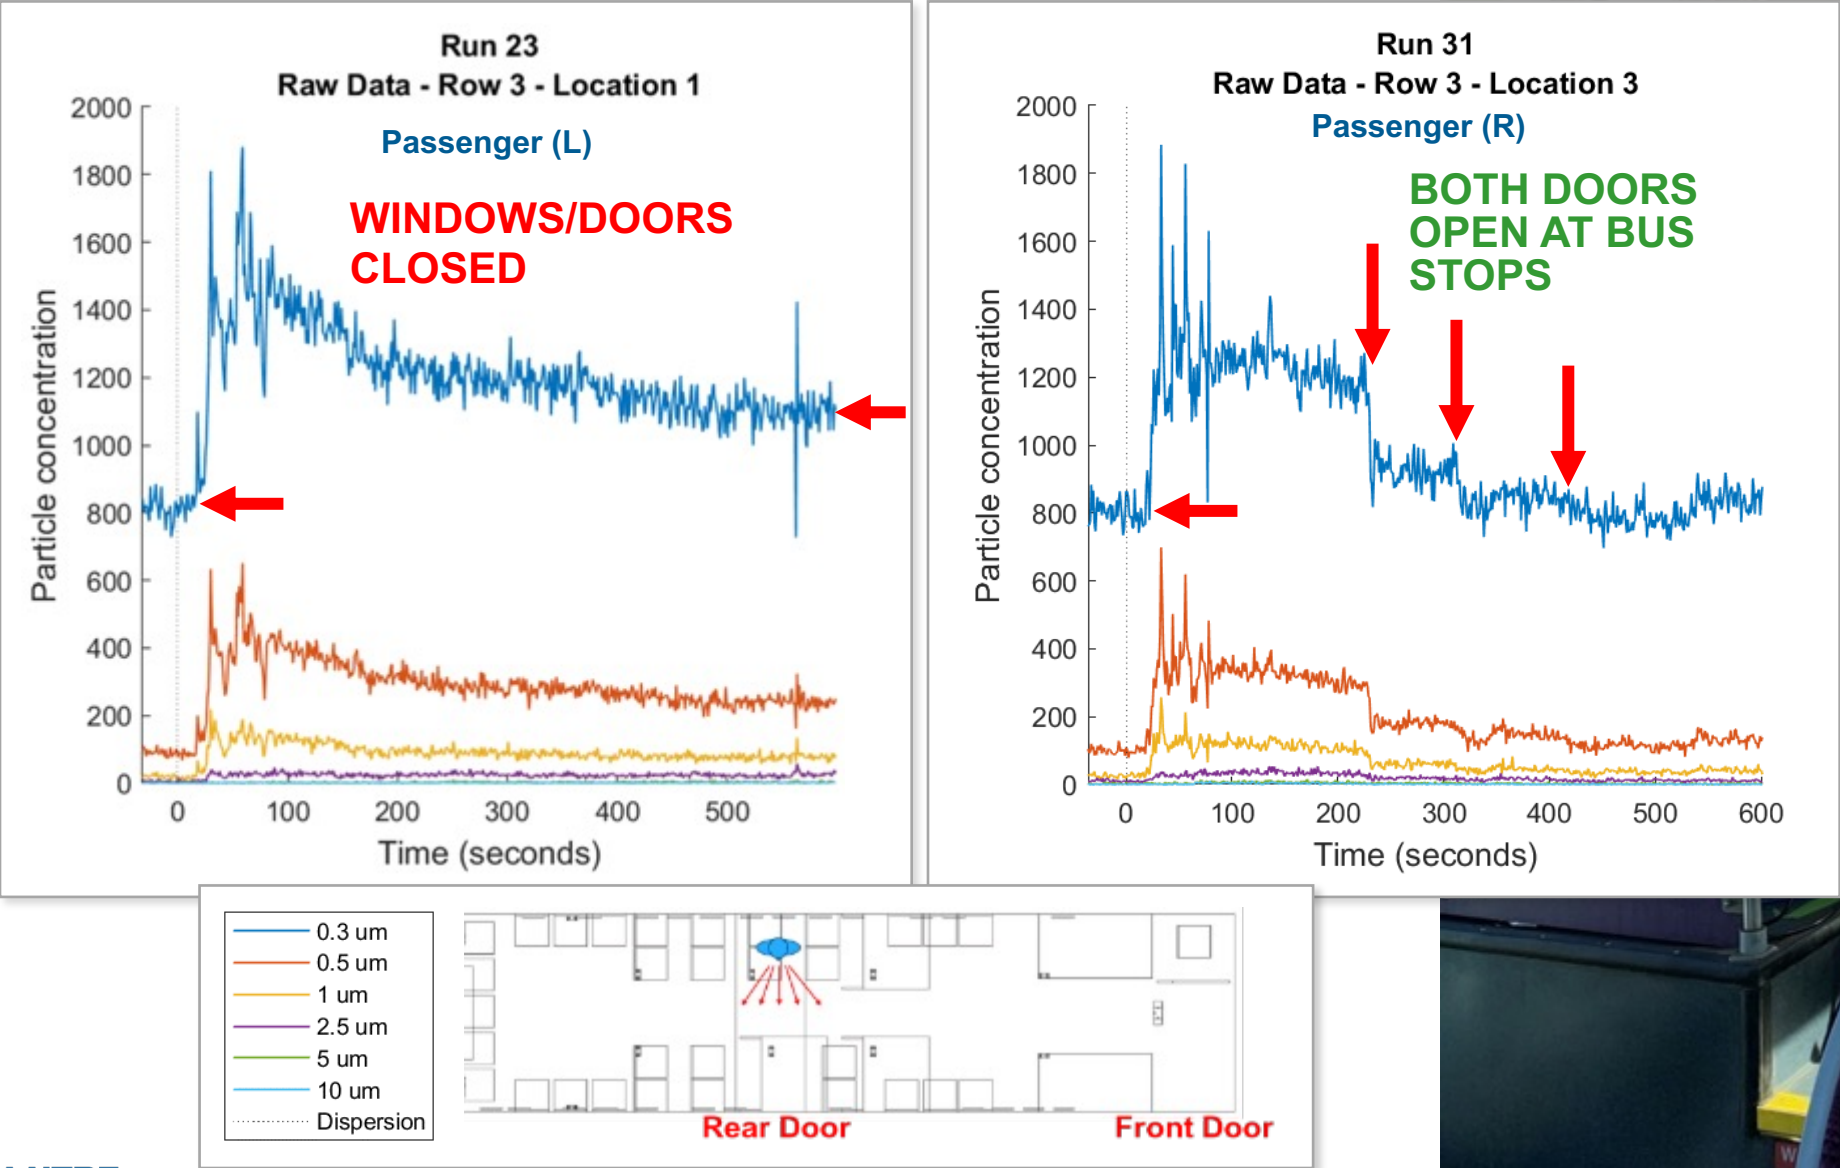 Run 23
Raw Data - Row 3 - Location 1
Passenger (L)
WINDOWS/DOORS
CLOSED
Particle concentration
2000
1800
1600
1400
1200
1000
800
600
400
200
0
0 100 200 300 400 500
Time (seconds)
Run 31
Raw Data - Row 3 - Location 3
Passenger (R)
BOTH DOORS
OPEN AT BUS
STOPS
Particle concentration
2000
1800
1600
1400
1200
1000
800
600
400
200
0
0 100 200 300 400 500 600
Time (seconds)
0.3 um
0.5 um
1 um
2.5 um
5 um
10 um
Dispersion
Rear Door
Front Door
W